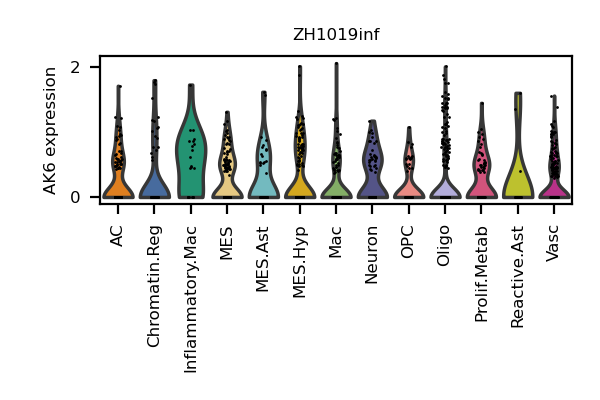 ZH1019inf
AK6 expression
2
0
AC
Chromatin.Reg
Inflammatory.Mac
MES
MES.Ast
MES.Hyp
Mac
Neuron
OPC
Oligo
Prolif.Metab
Reactive.Ast
Vasc